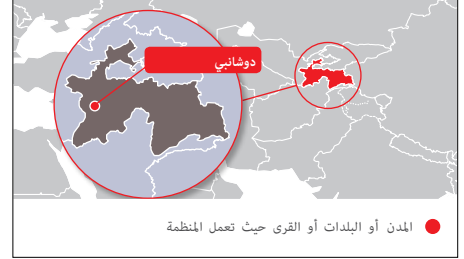 دوشانبي
المدن أو البلدات أو القرى حيث تعمل المنظمة